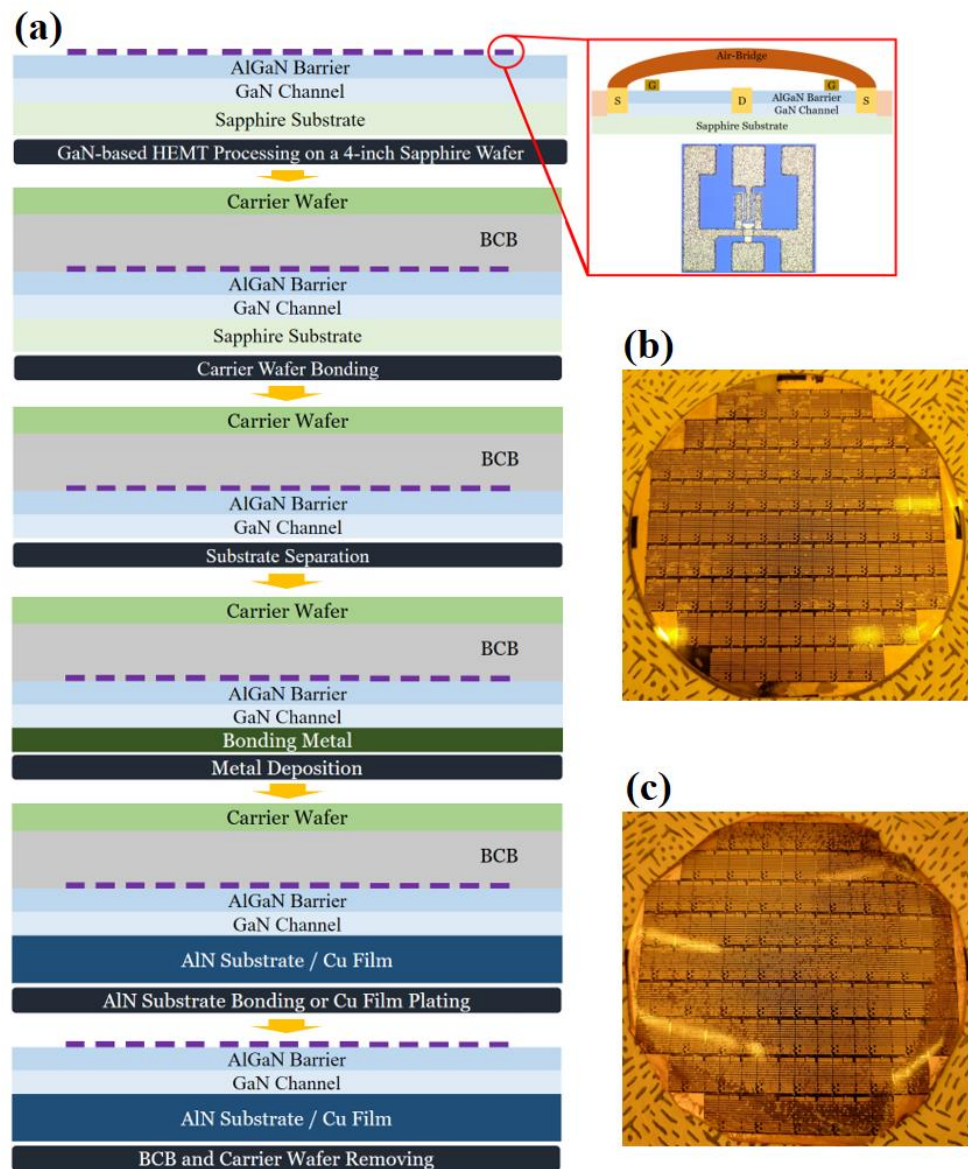 (a)
AlGaN Barrier
GaN Channel
Sapphire Substrate
GaN-based HEMT Processing on a 4-inch Sapphire Wafer
Air-Bridge
G
G
S
D
AlGaN Barrier
S
GaN Channel
Sapphire Substrate
Carrier Wafer
BCB
AlGaN Barrier
GaN Channel
Sapphire Substrate
Carrier Wafer Bonding
(b)
Carrier Wafer
BCB
AlGaN Barrier
GaN Channel
Substrate Separation
Carrier Wafer
BCB
AlGaN Barrier
GaN Channel
Bonding Metal
Metal Deposition
(c)
Carrier Wafer
BCB
AlGaN Barrier
GaN Channel
AlN Substrate / Cu Film
AlN Substrate Bonding or Cu Film Plating
AlGaN Barrier
GaN Channel
AlN Substrate / Cu Film
BCB and Carrier Wafer Removing